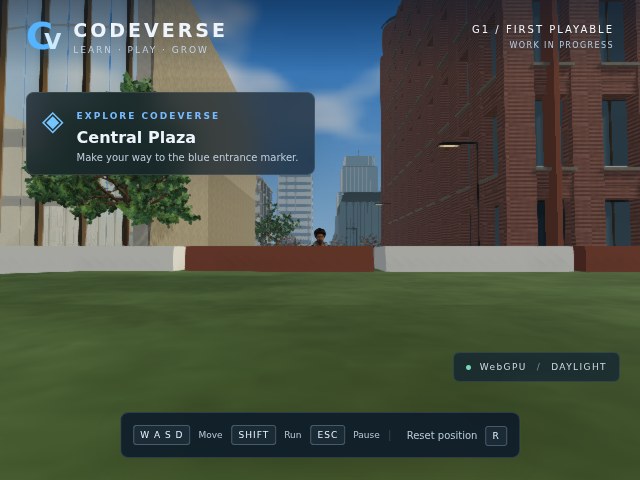 Cv CODEVERSE
LEARN · PLAY · GROW
G1 / FIRST PLAYABLE
WORK IN PROGRESS
EXPLORE CODEVERSE
Central Plaza
Make your way to the blue entrance marker.
WebGPU / DAYLIGHT
W A S D Move SHIFT Run ESC Pause | Reset position R